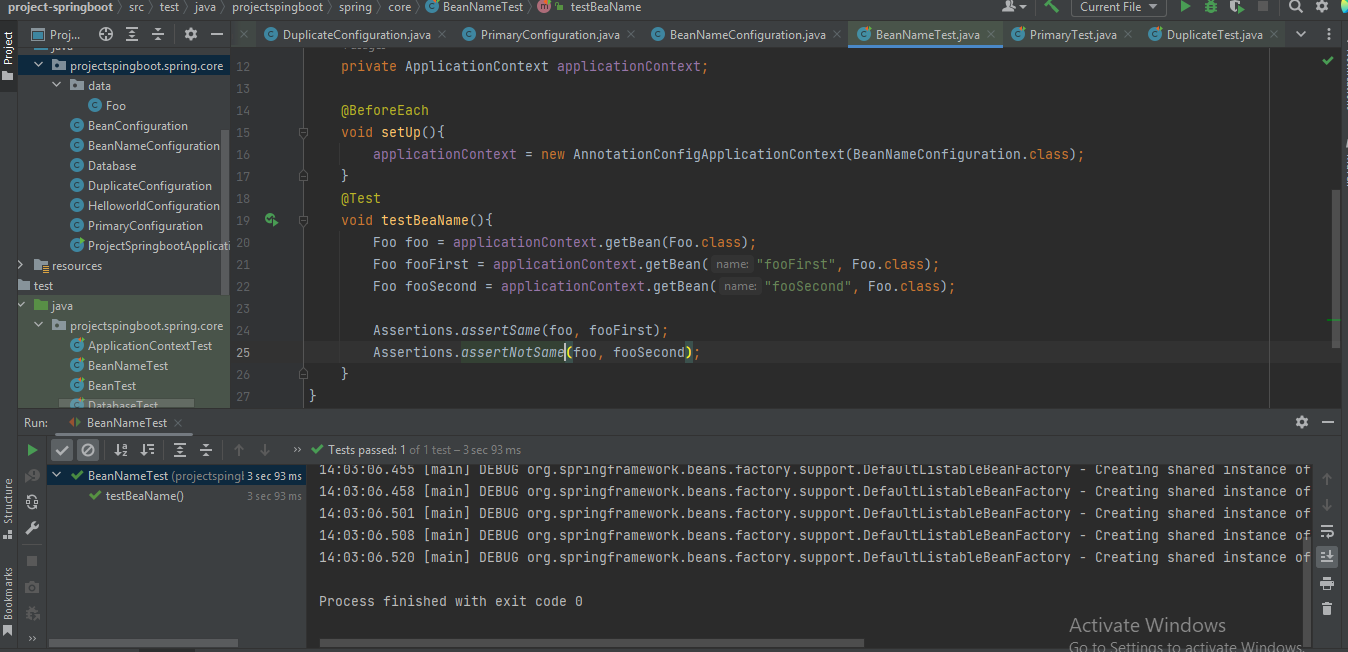 project-springboot src test java projectspingboot spring core BeanNameTest testBeaName Current File
Project Proj... DuplicateConfiguration.java PrimaryConfiguration.java BeanNameConfiguration.java BeanNameTest.java PrimaryTest.java DuplicateTest.java
java
projectspingboot.spring.core
data
Foo
BeanConfiguration
BeanNameConfiguration
Database
DuplicateConfiguration
HelloworldConfiguration
PrimaryConfiguration
ProjectSpringbootApplicati
resources
test
java
projectspingboot.spring.core
ApplicationContextTest
BeanNameTest
BeanTest
DatabaseTest
12 private ApplicationContext applicationContext;
13
14 @BeforeEach
15 void setUp(){
16 applicationContext = new AnnotationConfigApplicationContext(BeanNameConfiguration.class);
17 }
18 @Test
19 void testBeaName(){
20 Foo foo = applicationContext.getBean(Foo.class);
21 Foo fooFirst = applicationContext.getBean( name: "fooFirst", Foo.class);
22 Foo fooSecond = applicationContext.getBean( name: "fooSecond", Foo.class);
23
24 Assertions.assertSame(foo, fooFirst);
25 Assertions.assertNotSame(foo, fooSecond);
26 }
27 }
Run: BeanNameTest
Tests passed: 1 of 1 test – 3 sec 93 ms
BeanNameTest (projectspingl 3 sec 93 ms
testBeaName() 3 sec 93 ms
14:03:06.455 [main] DEBUG org.springframework.beans.factory.support.DefaultListableBeanFactory - Creating shared instance of
14:03:06.458 [main] DEBUG org.springframework.beans.factory.support.DefaultListableBeanFactory - Creating shared instance of
14:03:06.501 [main] DEBUG org.springframework.beans.factory.support.DefaultListableBeanFactory - Creating shared instance of
14:03:06.508 [main] DEBUG org.springframework.beans.factory.support.DefaultListableBeanFactory - Creating shared instance of
14:03:06.520 [main] DEBUG org.springframework.beans.factory.support.DefaultListableBeanFactory - Creating shared instance of
Process finished with exit code 0
Structure
Bookmarks
Activate Windows
Go to Settings to activate Windows.